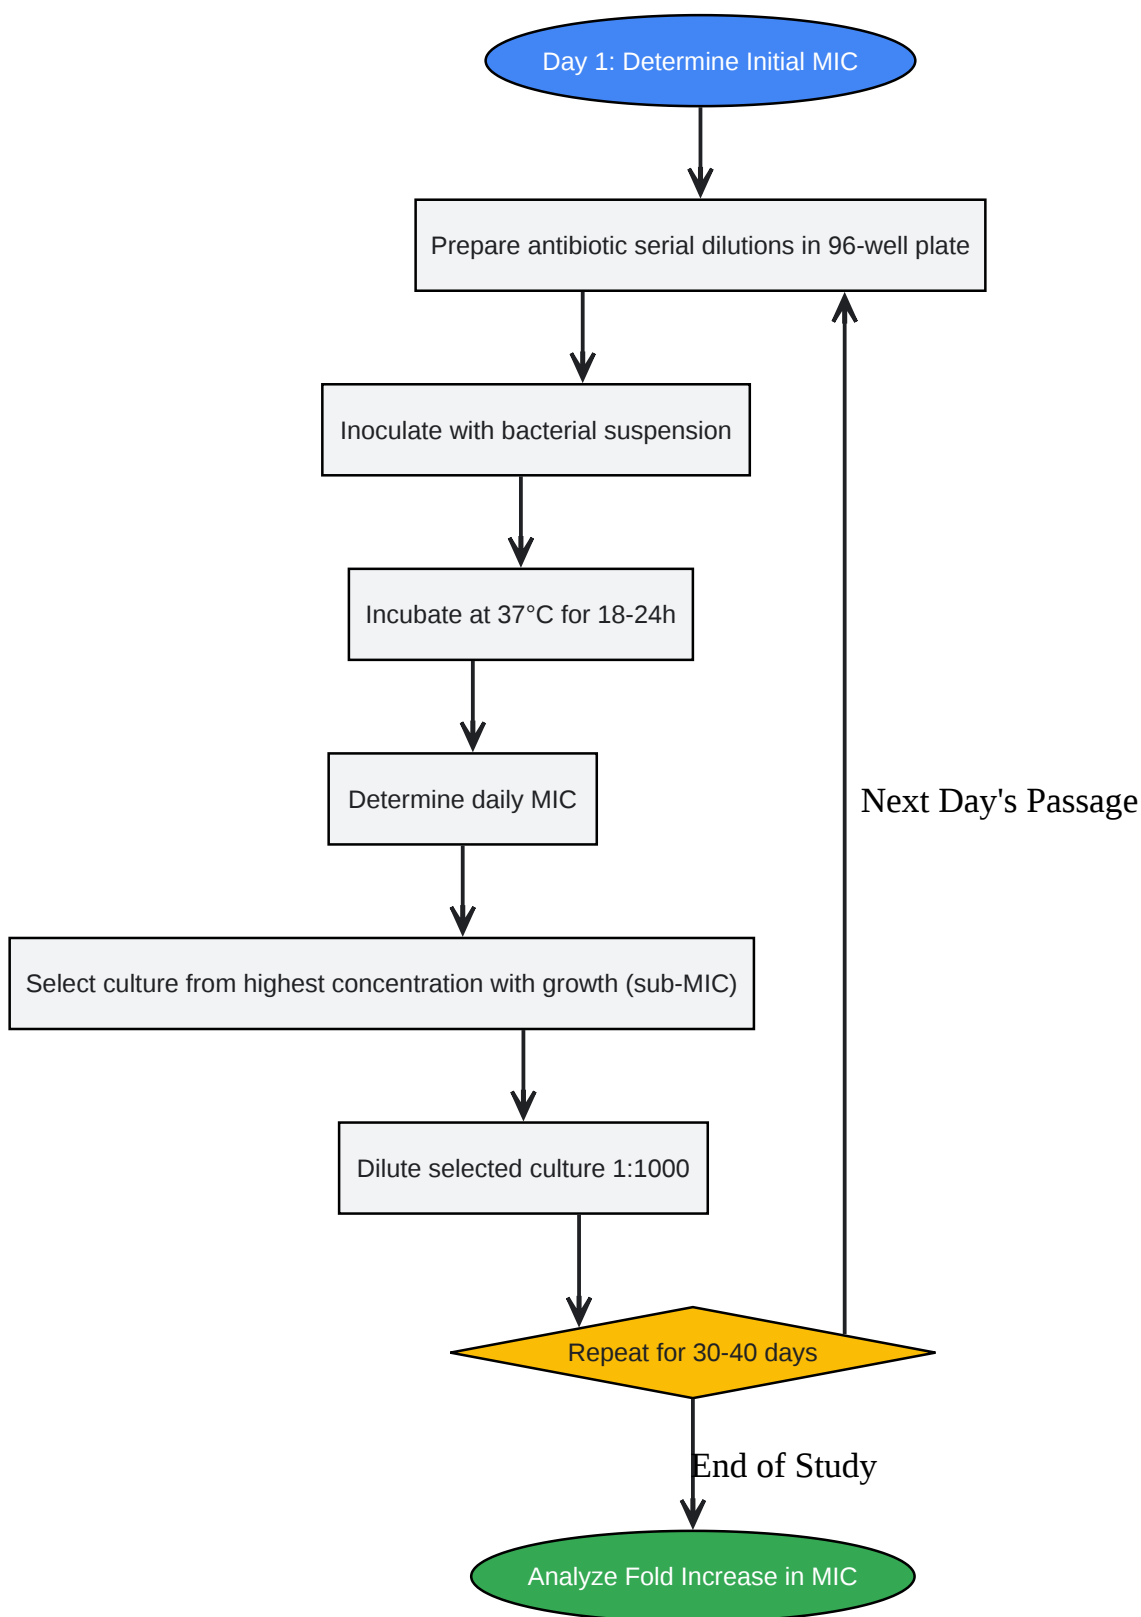 Day 1: Determine Initial MIC
Prepare antibiotic serial dilutions in 96-well plate
Inoculate with bacterial suspension
Incubate at 37°C for 18-24h
Determine daily MIC
Next Day's Passage
Select culture from highest concentration with growth (sub-MIC)
Dilute selected culture 1:1000
Repeat for 30-40 days
End of Study
Analyze Fold Increase in MIC